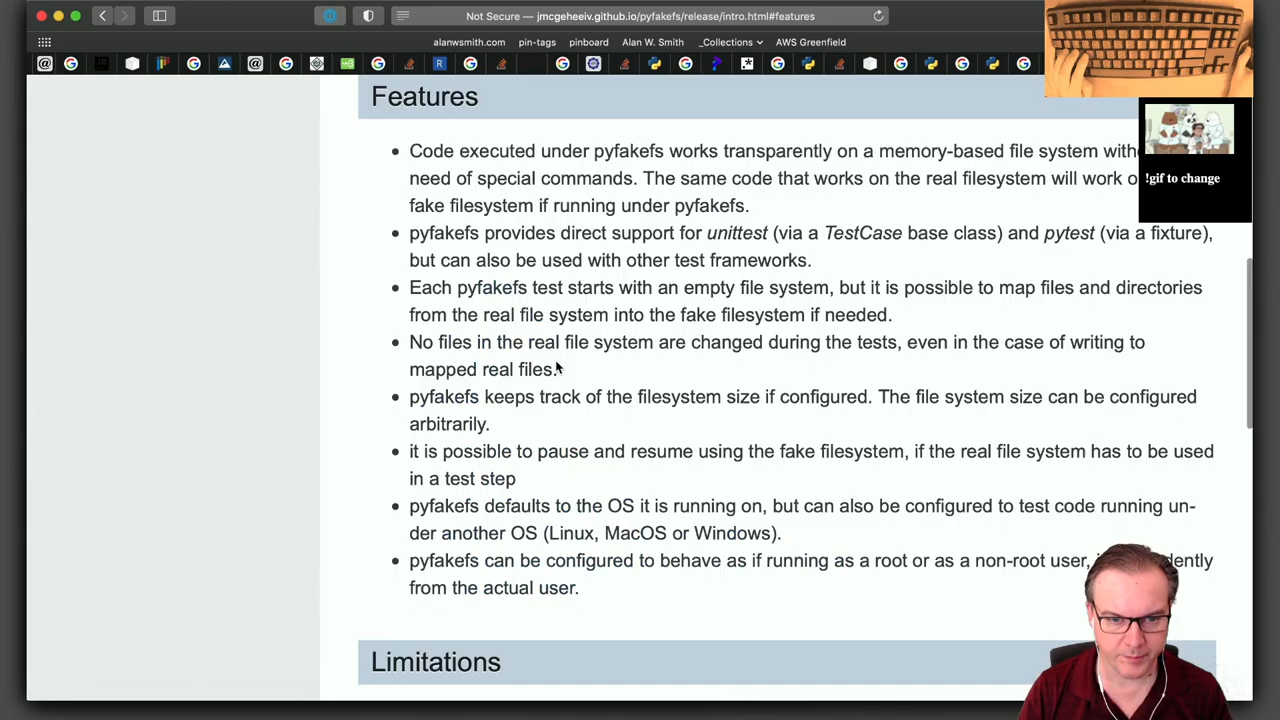 Not Secure — jmcgeheeiv.github.io/pyfakefs/release/intro.html#features
alanwsmith.com pin-tags pinboard Alan W. Smith _Collections AWS Greenfield
Features
Code executed under pyfakefs works transparently on a memory-based file system
need of special commands. The same code that works on the real filesystem will work
fake filesystem if running under pyfakefs.
pyfakefs provides direct support for unittest (via a TestCase base class) and pytest (via a fixture),
but can also be used with other test frameworks.
Each pyfakefs test starts with an empty file system, but it is possible to map files and directories
from the real file system into the fake filesystem if needed.
No files in the real file system are changed during the tests, even in the case of writing to
mapped real files.
pyfakefs keeps track of the filesystem size if configured. The file system size can be configured
arbitrarily.
it is possible to pause and resume using the fake filesystem, if the real file system has to be used
in a test step
pyfakefs defaults to the OS it is running on, but can also be configured to test code running un-
der another OS (Linux, MacOS or Windows).
pyfakefs can be configured to behave as if running as a root or as a non-root user,
from the actual user.
Limitations
!gif to change